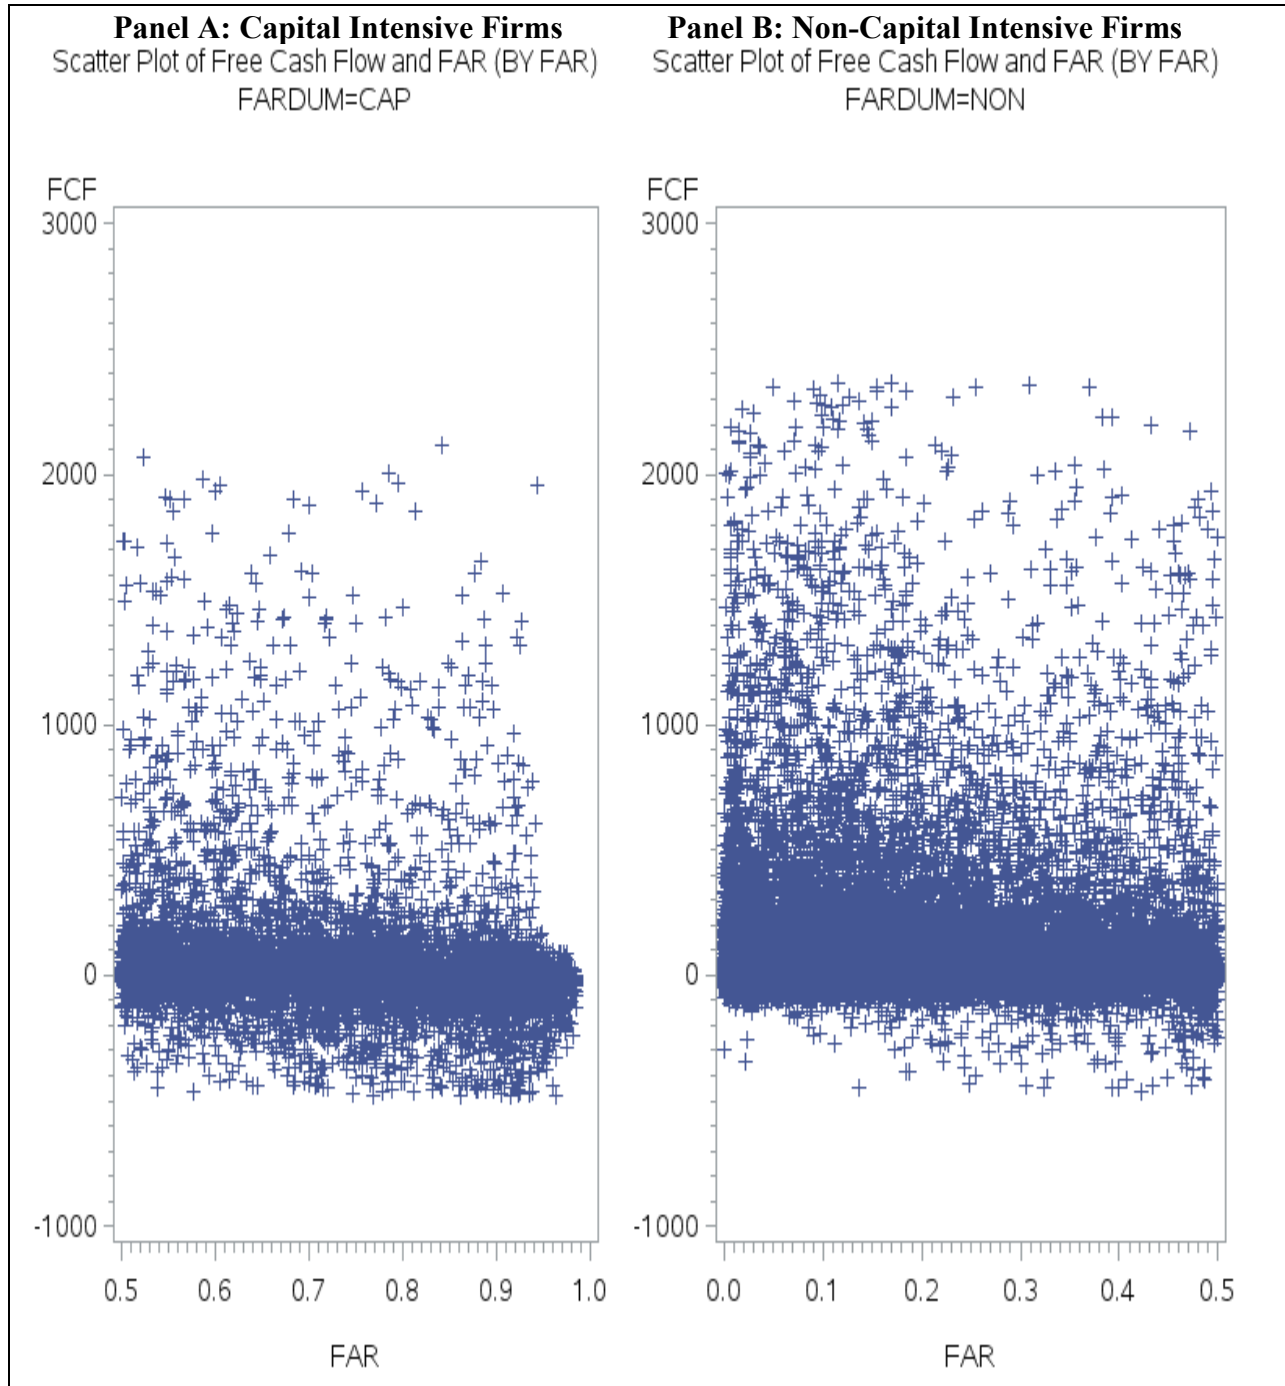 Panel A: Capital Intensive Firms
Scatter Plot of Free Cash Flow and FAR (BY FAR)
FARDUM=CAP
FCF
3000
2000
1000
0
-1000
0.5 0.6 0.7 0.8 0.9 1.0
FAR
Panel B: Non-Capital Intensive Firms
Scatter Plot of Free Cash Flow and FAR (BY FAR)
FARDUM=NON
FCF
3000
2000
1000
0
-1000
0.0 0.1 0.2 0.3 0.4 0.5
FAR